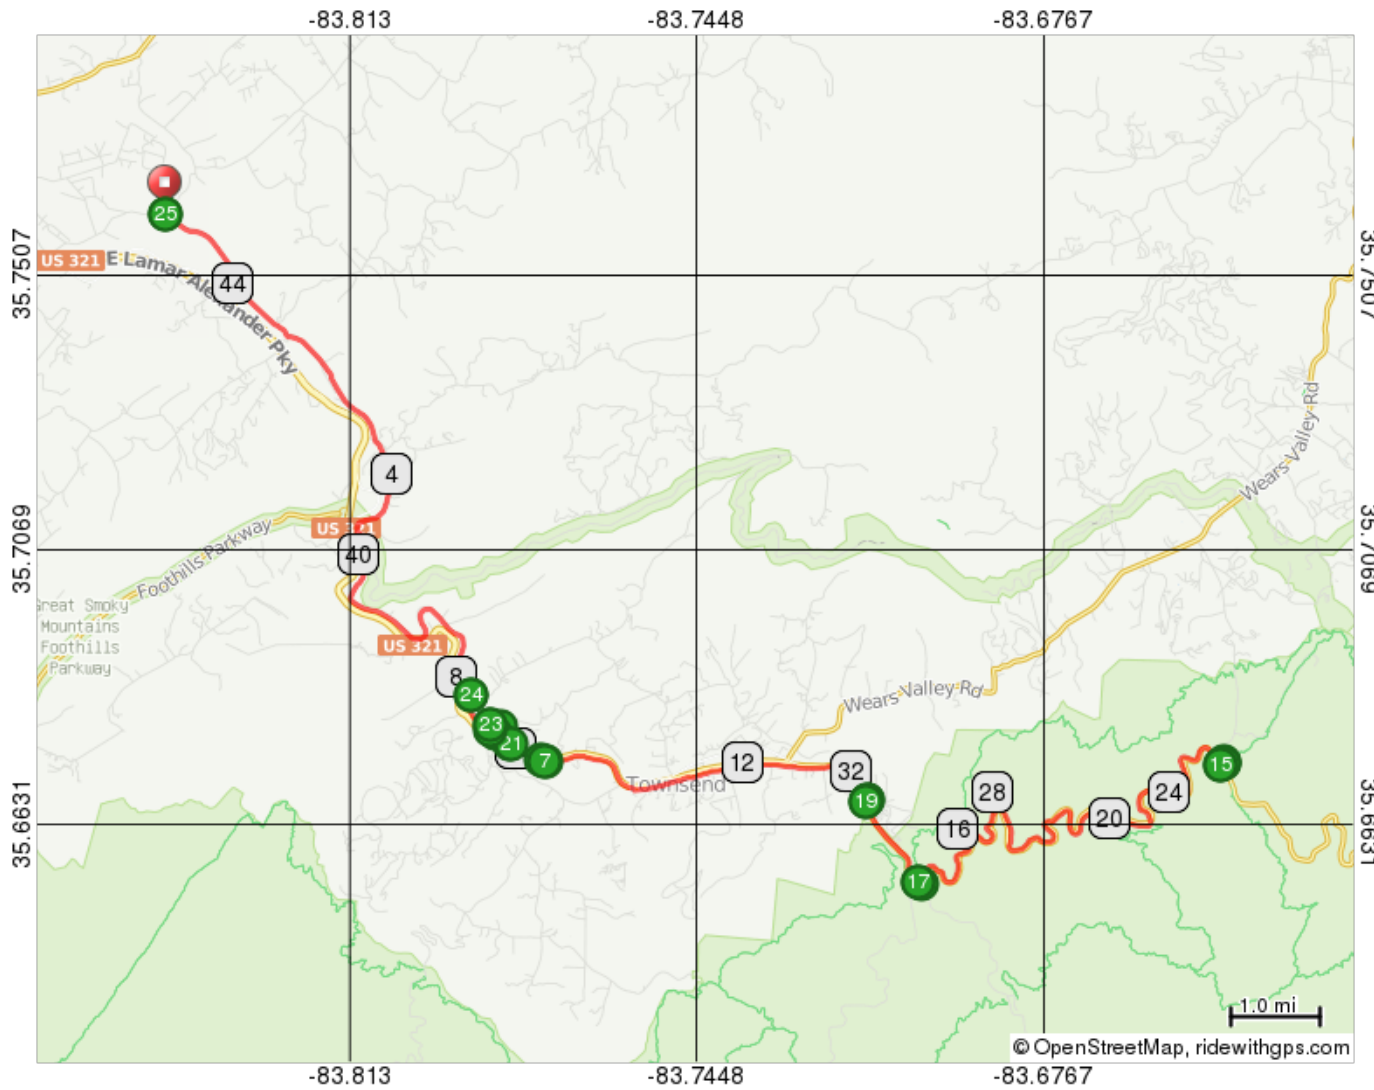 -83.813 -83.7448 -83.6767
25
35.7507 US 321 E Lamar Alexander Pky 35.7507
44
Wears Valley Rd
4
US 321
Foothills Parkway
40
35.7069 35.7069
Great Smoky
Mountains
Foothills
Parkway
US 321
8
24
Wears Valley Rd
23
21
7
12
Townsend
32
19
28
16
20
24
15
35.6631 35.6631
17
1.0 mi
© OpenStreetMap, ridewithgps.com
-83.813 -83.7448 -83.6767